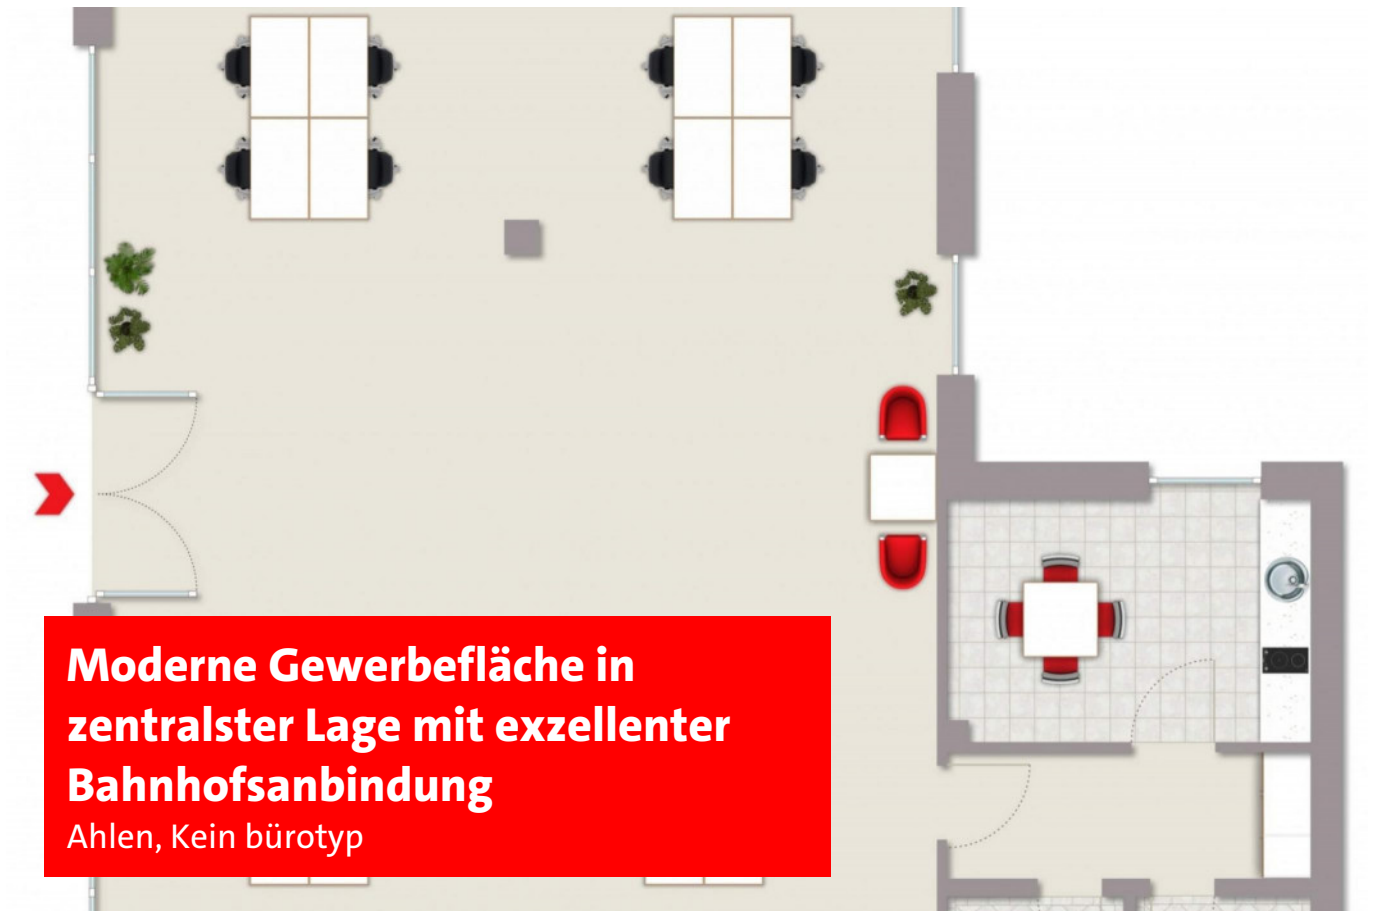 Moderne Gewerbefläche in
zentralster Lage mit exzellenter
Bahnhofsanbindung
Ahlen, Kein bürotyp